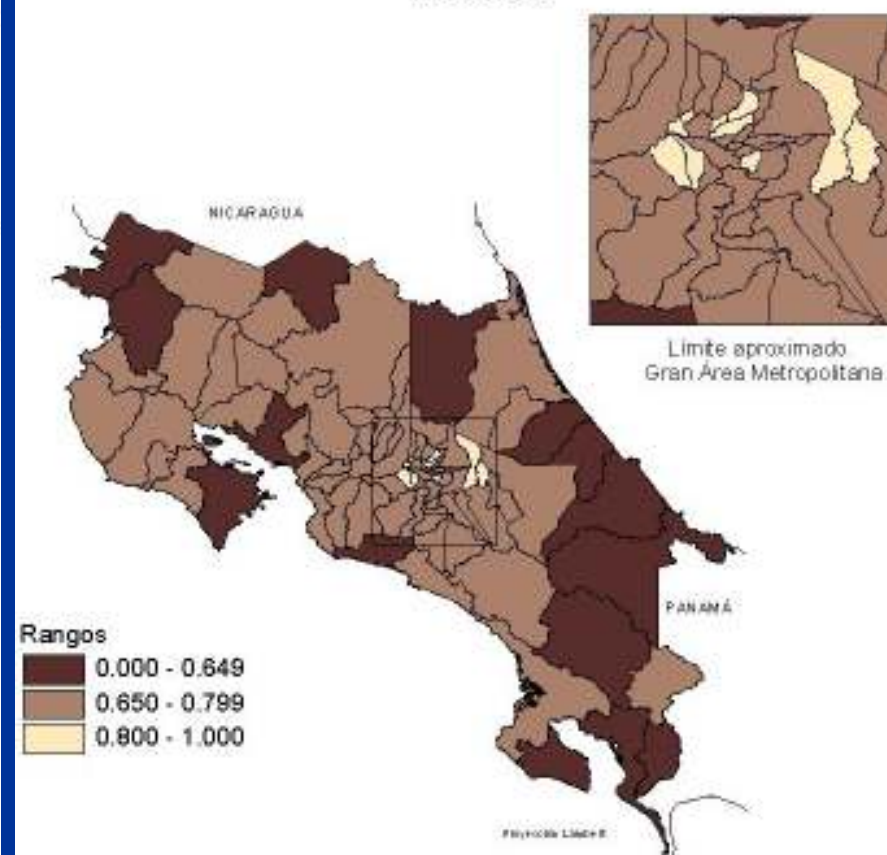 NICARAGUA
Límite aproximado
Gran Área Metropolitana
PANAMÁ
Rangos
0.000 - 0.649
0.650 - 0.799
0.800 - 1.000